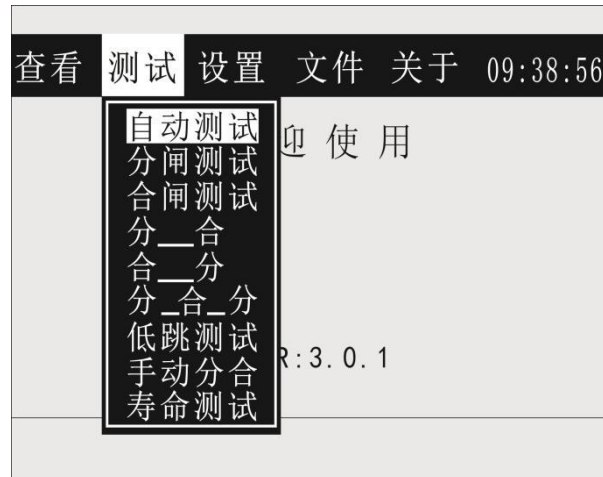 查看 测试 设置 文件 关于 09:38:56
自动测试
迎使用
分闸测试
合闸测试
分__合
合__分
分_合_分
低跳测试
R:3.0.1
手动分合
寿命测试